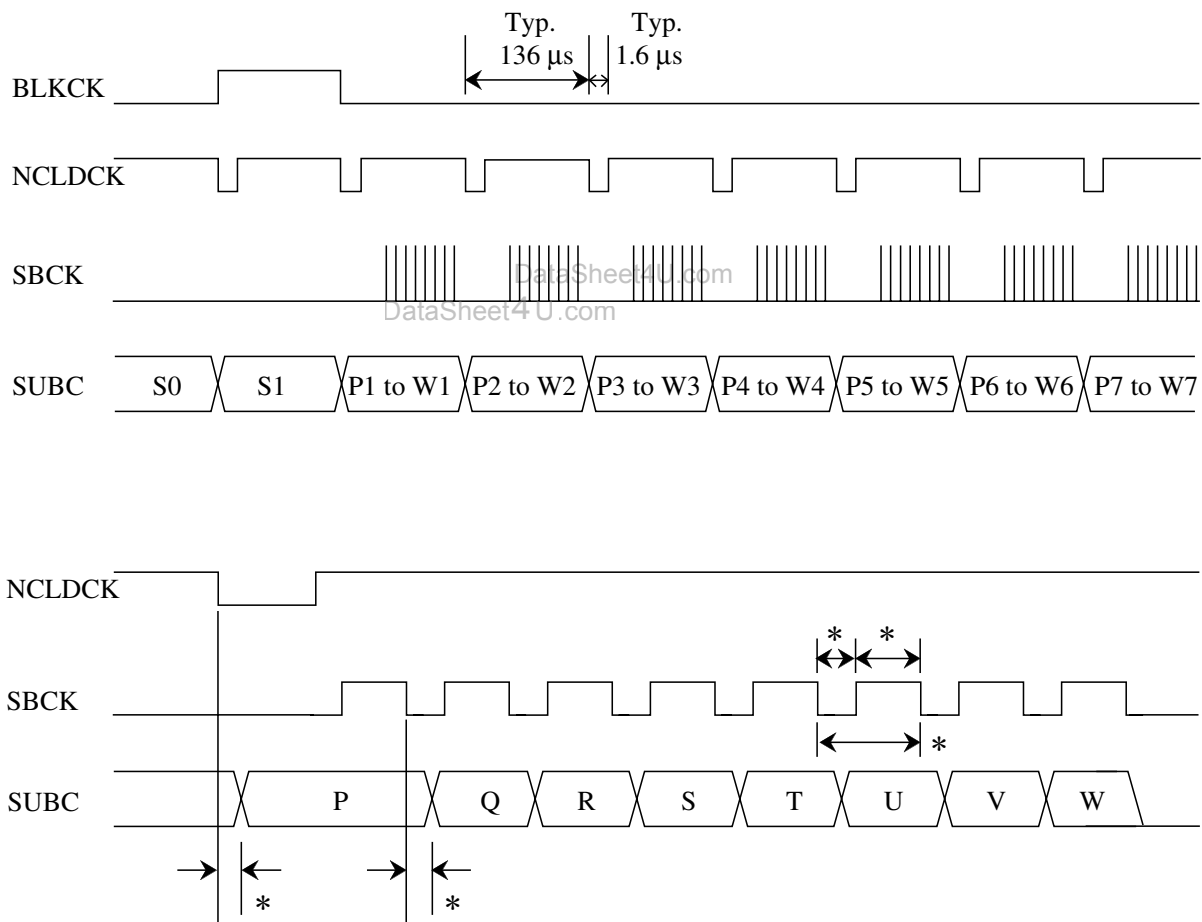 Typ. Typ.
136 µs 1.6 µs
BLKCK
NCLDCK
SBCK
DataSheet4U.com
DataSheet4U.com
SUBC S0 S1 P1 to W1 P2 to W2 P3 to W3 P4 to W4 P5 to W5 P6 to W6 P7 to W7
NCLDCK
* *
SBCK
*
SUBC P Q R S T U V W
* *